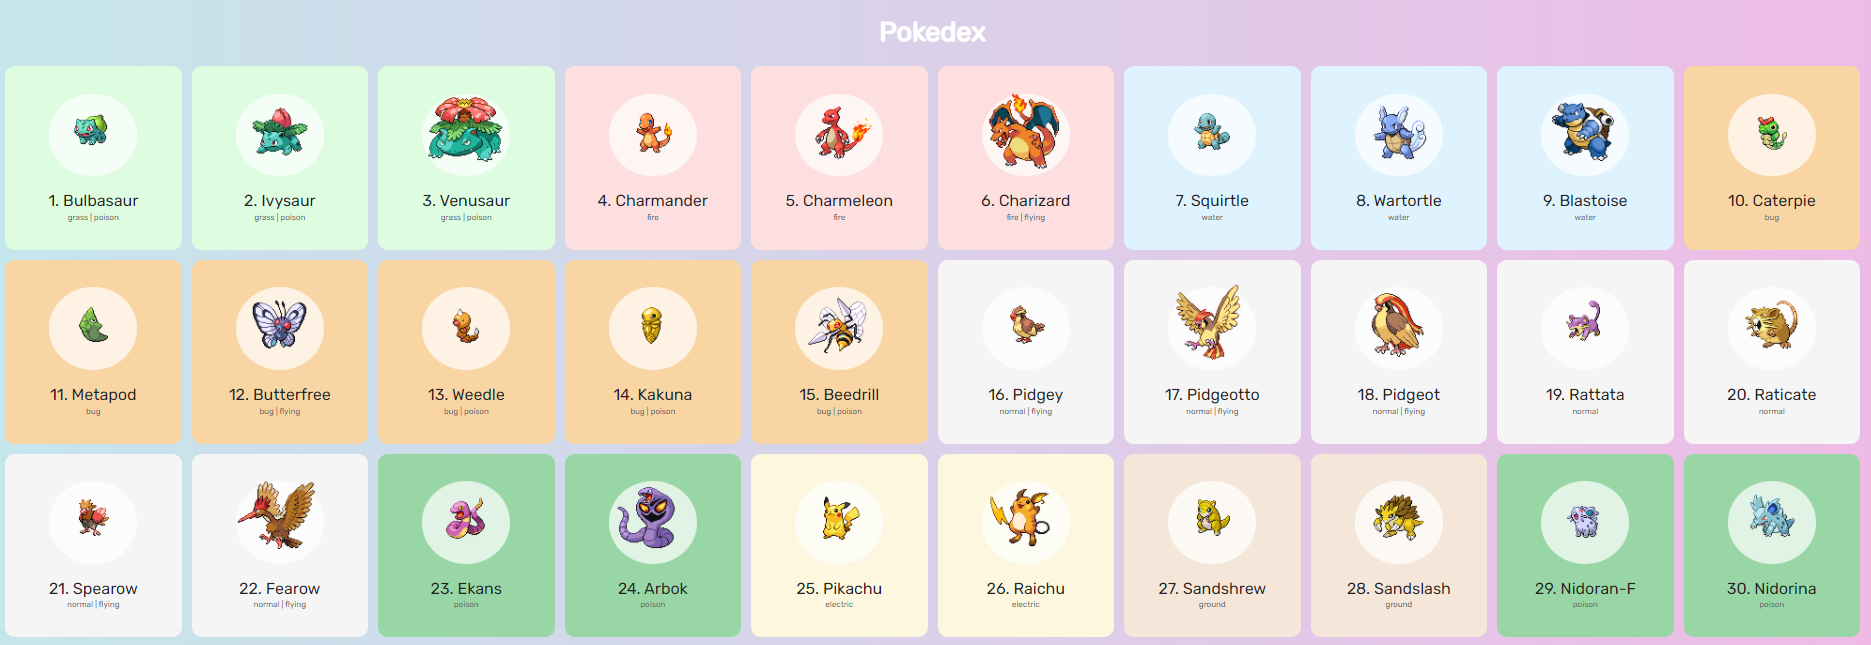 Pokedex
1. Bulbasaur
grass | poison
2. Ivysaur
grass | poison
3. Venusaur
grass | poison
4. Charmander
fire
5. Charmeleon
fire
6. Charizard
fire | flying
7. Squirtle
water
8. Wartortle
water
9. Blastoise
water
10. Caterpie
bug
11. Metapod
bug
12. Butterfree
bug | flying
13. Weedle
bug | poison
14. Kakuna
bug | poison
15. Beedrill
bug | poison
16. Pidgey
normal | flying
17. Pidgeotto
normal | flying
18. Pidgeot
normal | flying
19. Rattata
normal
20. Raticate
normal
21. Spearow
normal | flying
22. Fearow
normal | flying
23. Ekans
poison
24. Arbok
poison
25. Pikachu
electric
26. Raichu
electric
27. Sandshrew
ground
28. Sandslash
ground
29. Nidoran-F
poison
30. Nidorina
poison